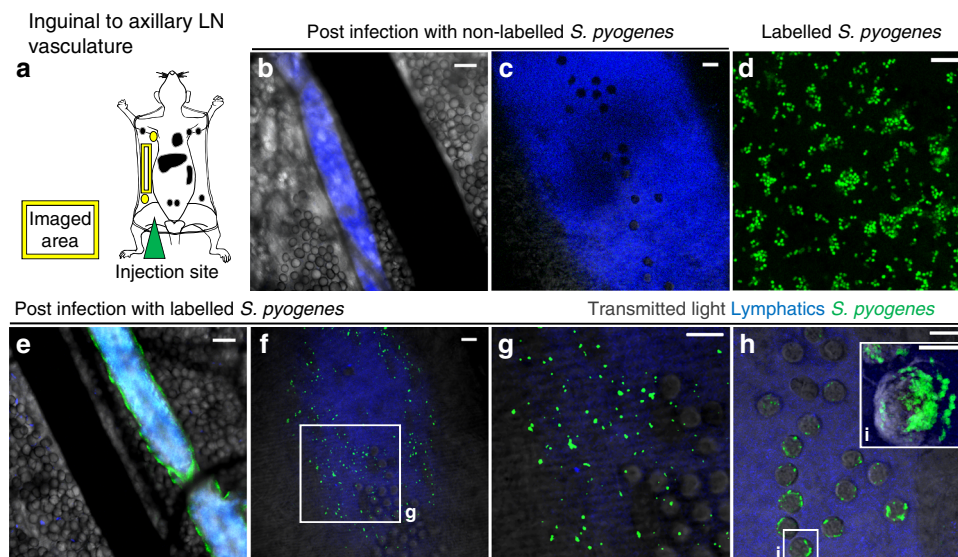 Inguinal to axillary LN
vasculature
Post infection with non-labelled S. pyogenes
Labelled S. pyogenes
a
b
c
d
Imaged
area
Injection site
Post infection with labelled S. pyogenes
Transmitted light Lymphatics S. pyogenes
e
f
g
g
h
i
i